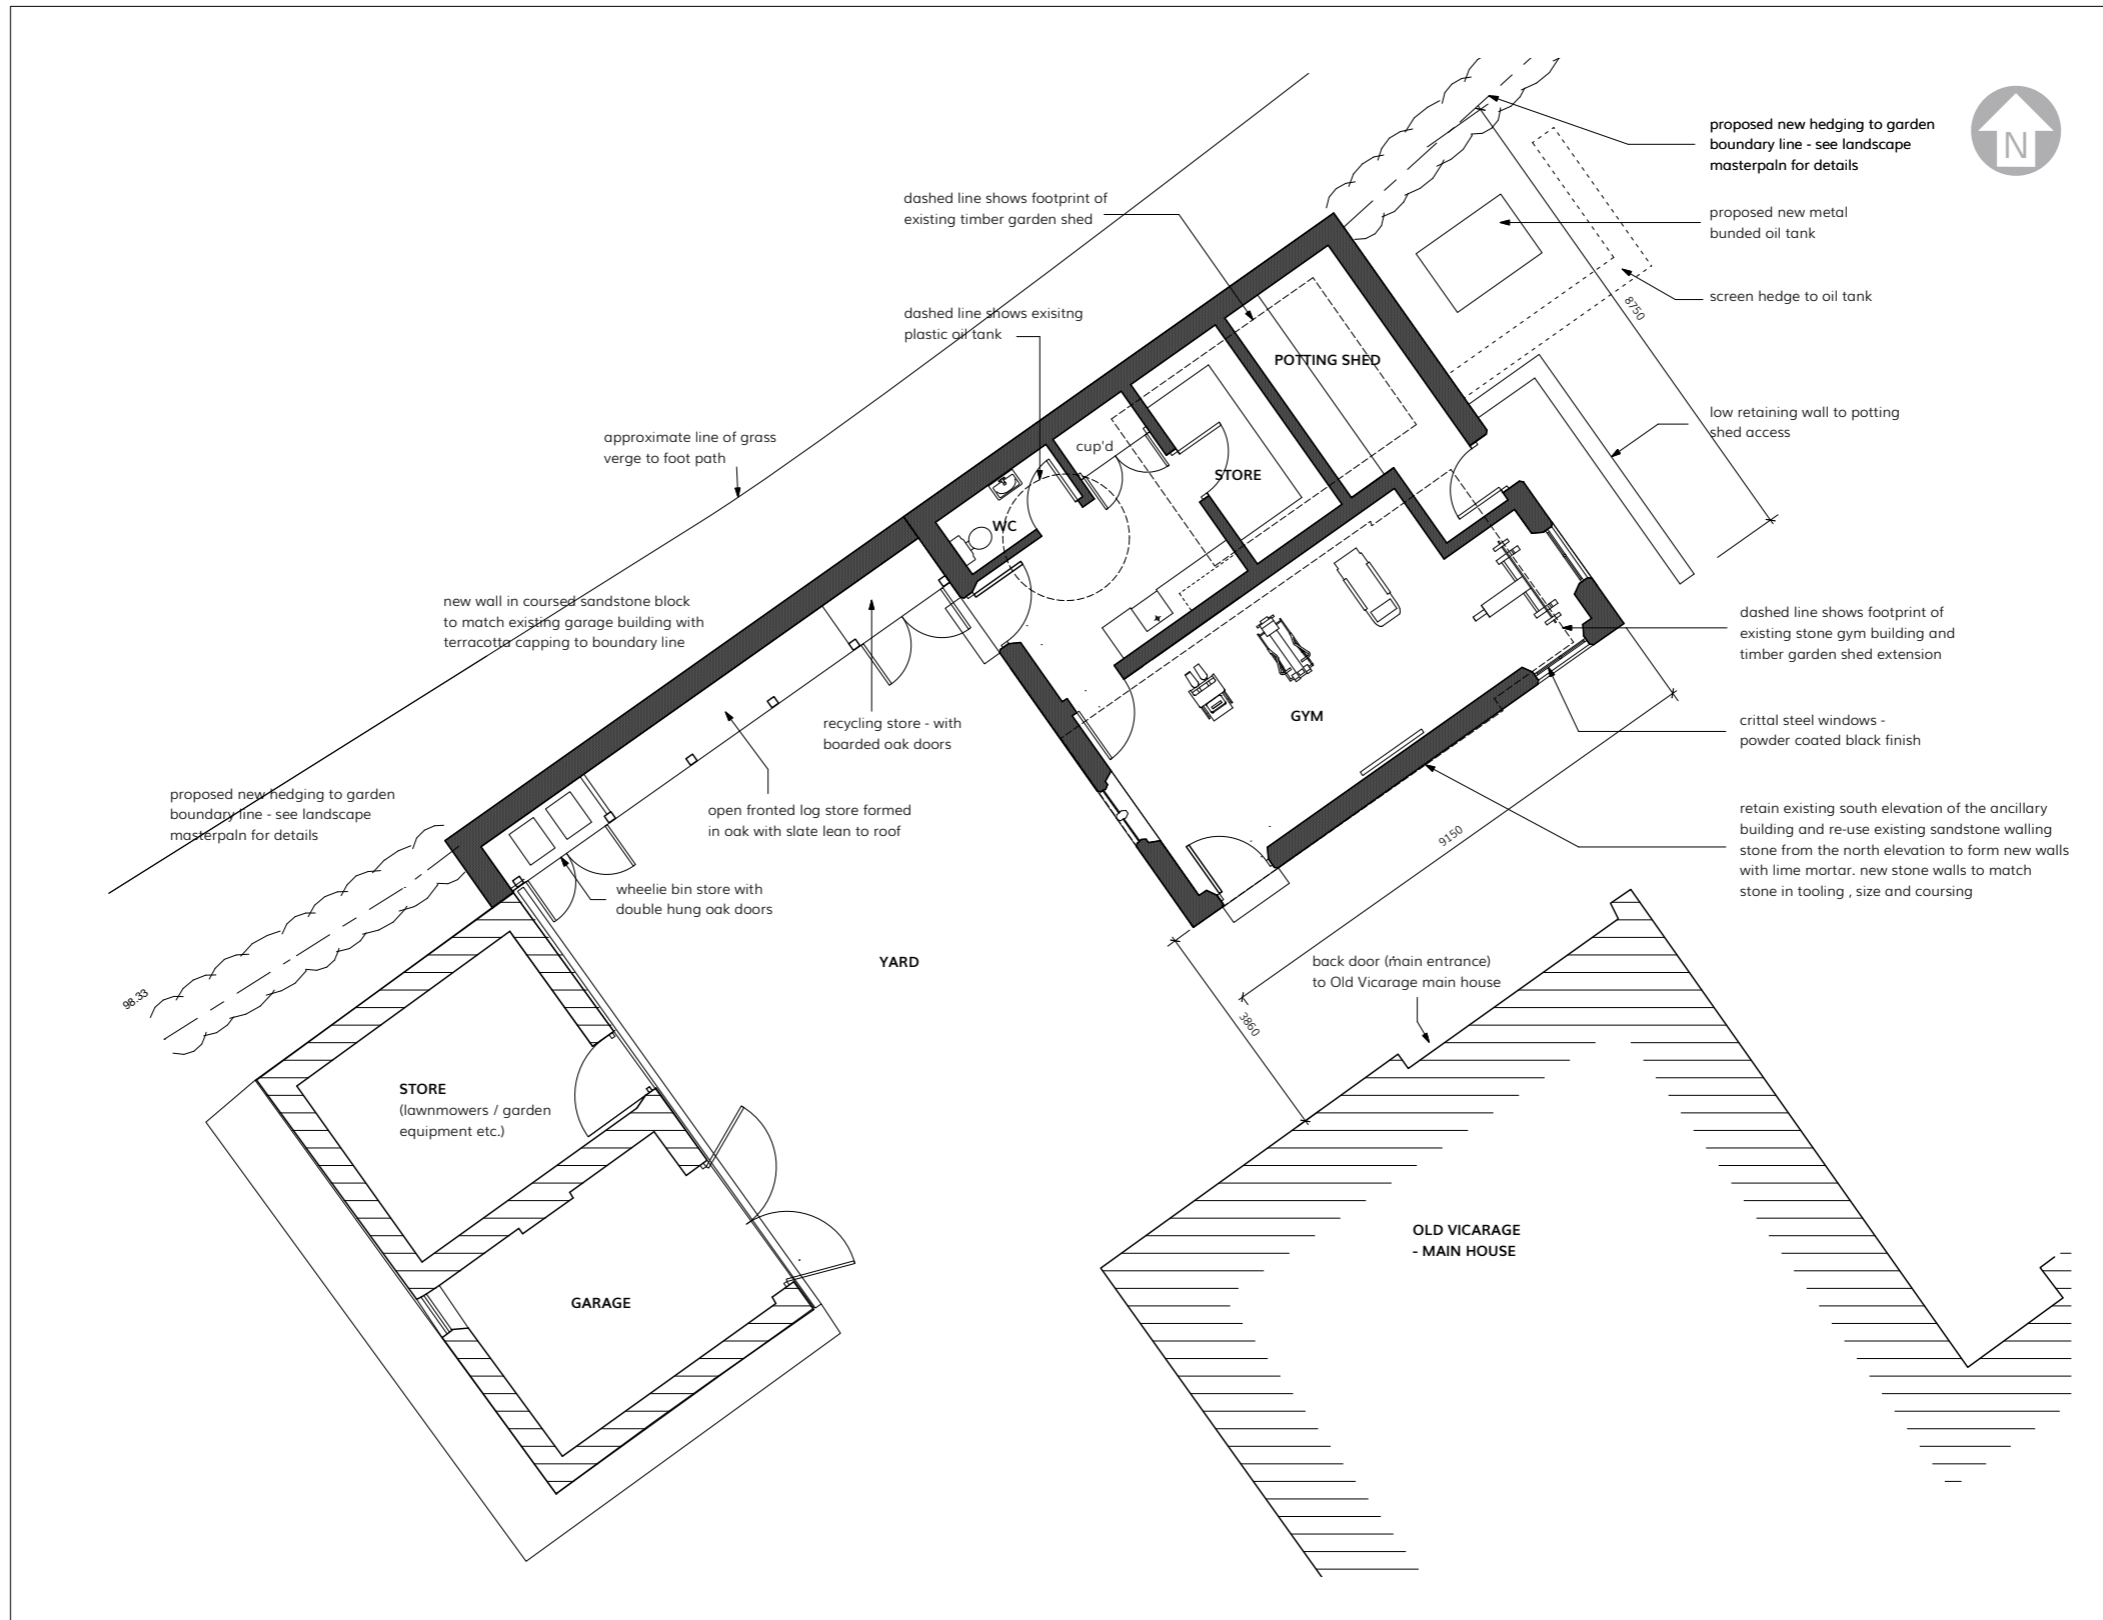 proposed new hedging to garden
boundary line - see landscape
masterpaln for details
N
proposed new metal
bunded oil tank
screen hedge to oil tank
8750
dashed line shows footprint of
existing timber garden shed
dashed line shows exisitng
plastic oil tank
POTTING SHED
low retaining wall to potting
shed access
approximate line of grass
verge to foot path
cup'd
STORE
WC
new wall in coursed sandstone block
to match existing garage building with
terracotta capping to boundary line
dashed line shows footprint of
existing stone gym building and
timber garden shed extension
GYM
recycling store - with
boarded oak doors
crittal steel windows -
powder coated black finish
proposed new hedging to garden
boundary line - see landscape
masterpaln for details
open fronted log store formed
in oak with slate lean to roof
9150
retain existing south elevation of the ancillary
building and re-use existing sandstone walling
stone from the north elevation to form new walls
with lime mortar. new stone walls to match
stone in tooling , size and coursing
wheelie bin store with
double hung oak doors
YARD
back door (main entrance)
to Old Vicarage main house
98.33
3860
STORE
(lawnmowers / garden
equipment etc.)
OLD VICARAGE
- MAIN HOUSE
GARAGE